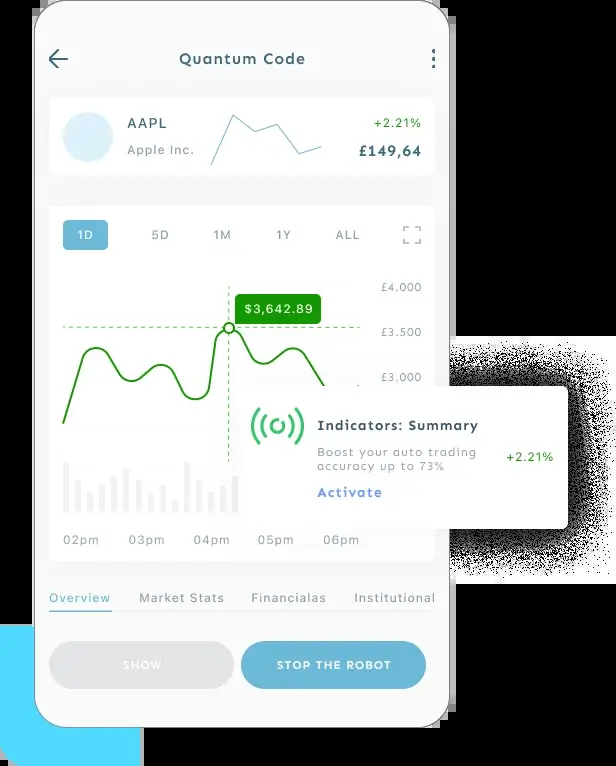 Quantum Code
AAPL
Apple Inc.
+2.21%
£149,64
1D 5D 1M 1Y ALL
£4.000
$3,642.89
£3.500
£3.000
Indicators: Summary
Boost your auto trading
accuracy up to 73%
+2.21%
Activate
02pm 03pm 04pm 05pm 06pm
Overview Market Stats Financialas Institutional
SHOW STOP THE ROBOT